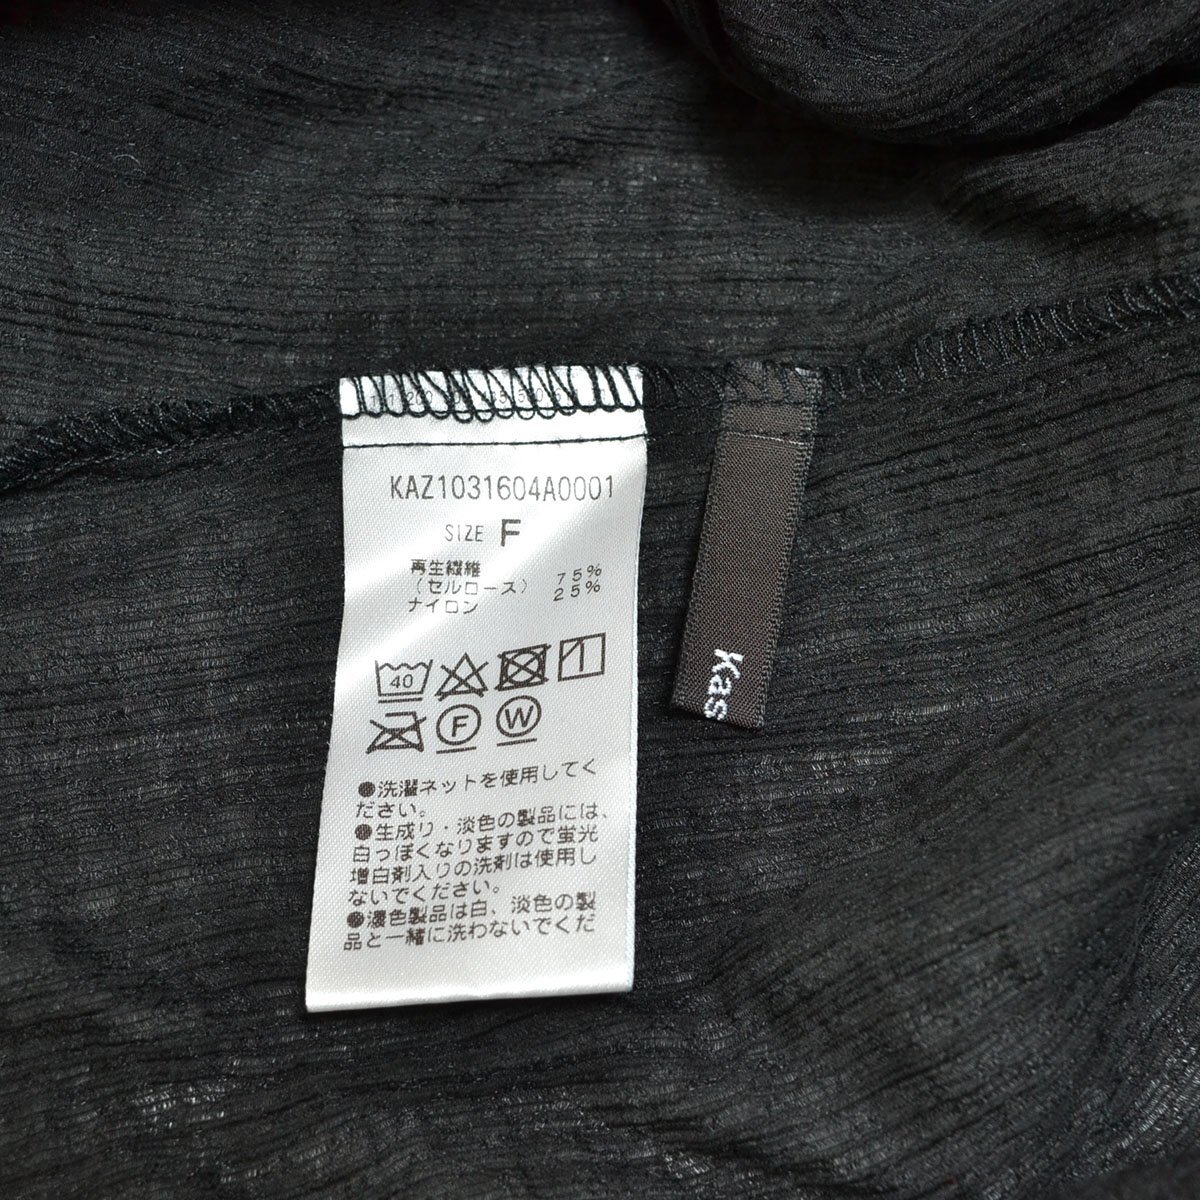 KAZ1031604A0001
SIZE F
再生繊維
(セルロース) 75%
ナイロン 25%
40
F W
●洗濯ネットを使用してく
ださい。
●生成り・淡色の製品には、
白っぽくなりますので蛍光
増白剤入りの洗剤は使用し
ないでください。
●濃色製品は白、淡色の製
品と一緒に洗わないでくだ
Kas